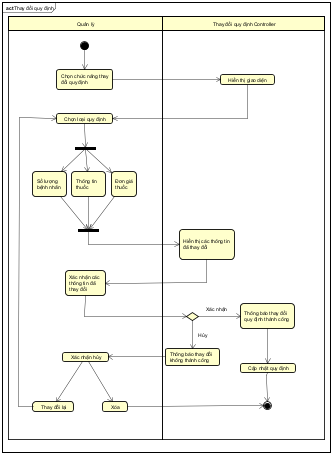 act Thay đổi quy định
Quản lý
Thay đổi quy định Controller
Chọn chức năng thay
đổi quy định
Hiển thị giao diện
Chọn loại quy định
Số lượng
bệnh nhân
Thông tin
thuốc
Đơn giá
thuốc
Hiển thị các thông tin
đã thay đổi
Xác nhận các
thông tin đã
thay đổi
Xác nhận
Thông báo thay đổi
quy định thành công
Hủy
Thông báo thay đổi
không thành công
Xác nhận hủy
Cập nhật quy định
Thay đổi lại
Xóa